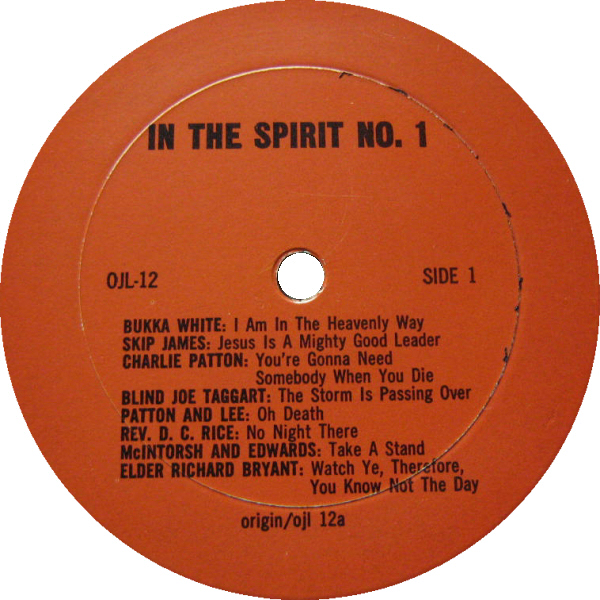 IN THE SPIRIT NO. 1
OJL-12 SIDE 1
BUKKA WHITE: I Am In The Heavenly Way
SKIP JAMES: Jesus Is A Mighty Good Leader
CHARLIE PATTON: You're Gonna Need
Somebody When You Die
BLIND JOE TAGGART: The Storm Is Passing Over
PATTON AND LEE: Oh Death
REV. D. C. RICE: No Night There
McINTORSH AND EDWARDS: Take A Stand
ELDER RICHARD BRYANT: Watch Ye, Therefore,
You Know Not The Day
origin/ojl 12a